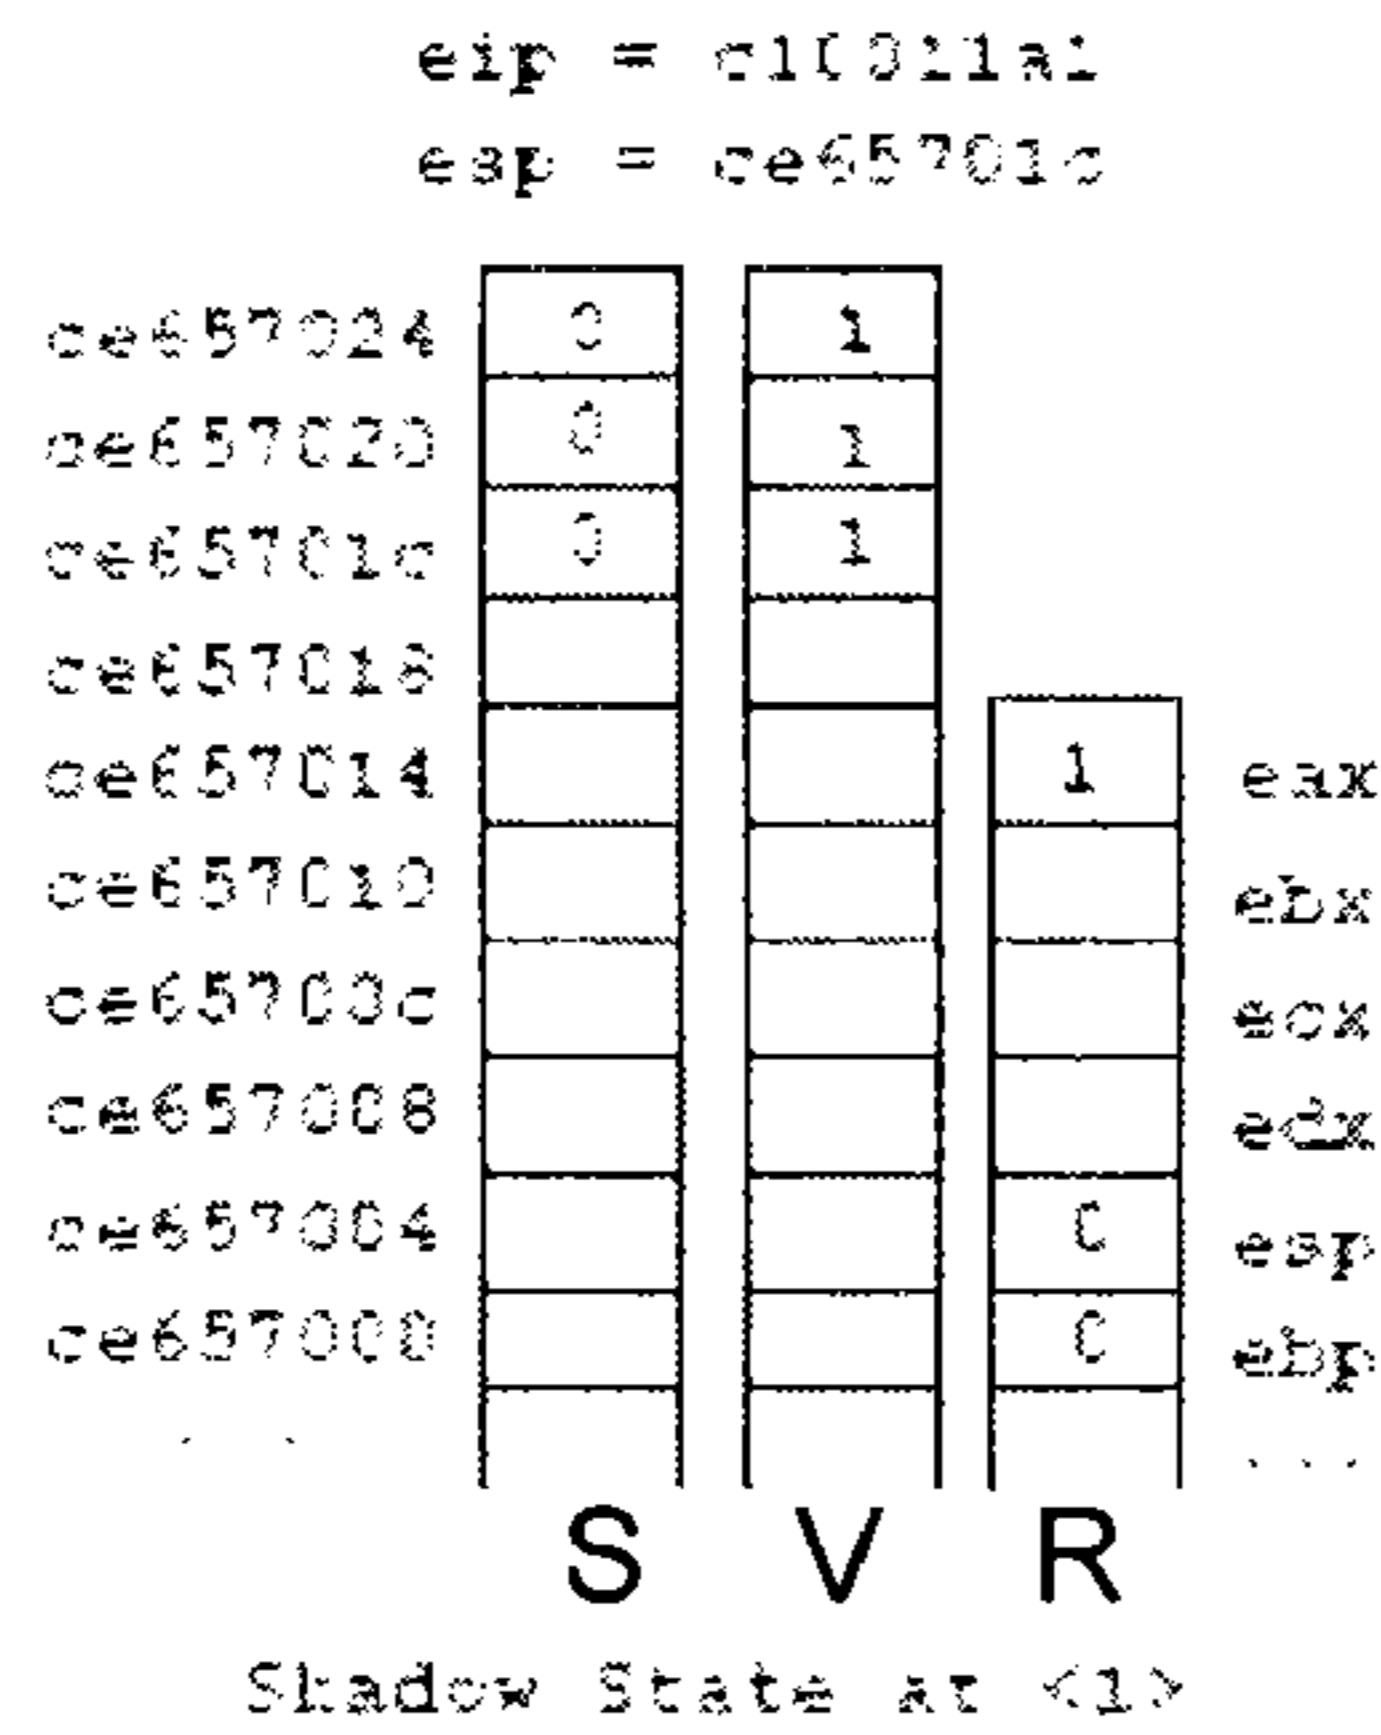 eip = c10011a1
esp = ce65701c
ce657024 0 1
ce657020 0 1
ce65701c 0 1
ce657018
ce657014 1 eax
ce657010 ebx
ce65700c ecx
ce657008 edx
ce657004 0 esp
ce657000 0 ebp
. . .
S V R
Shadow State at <1>